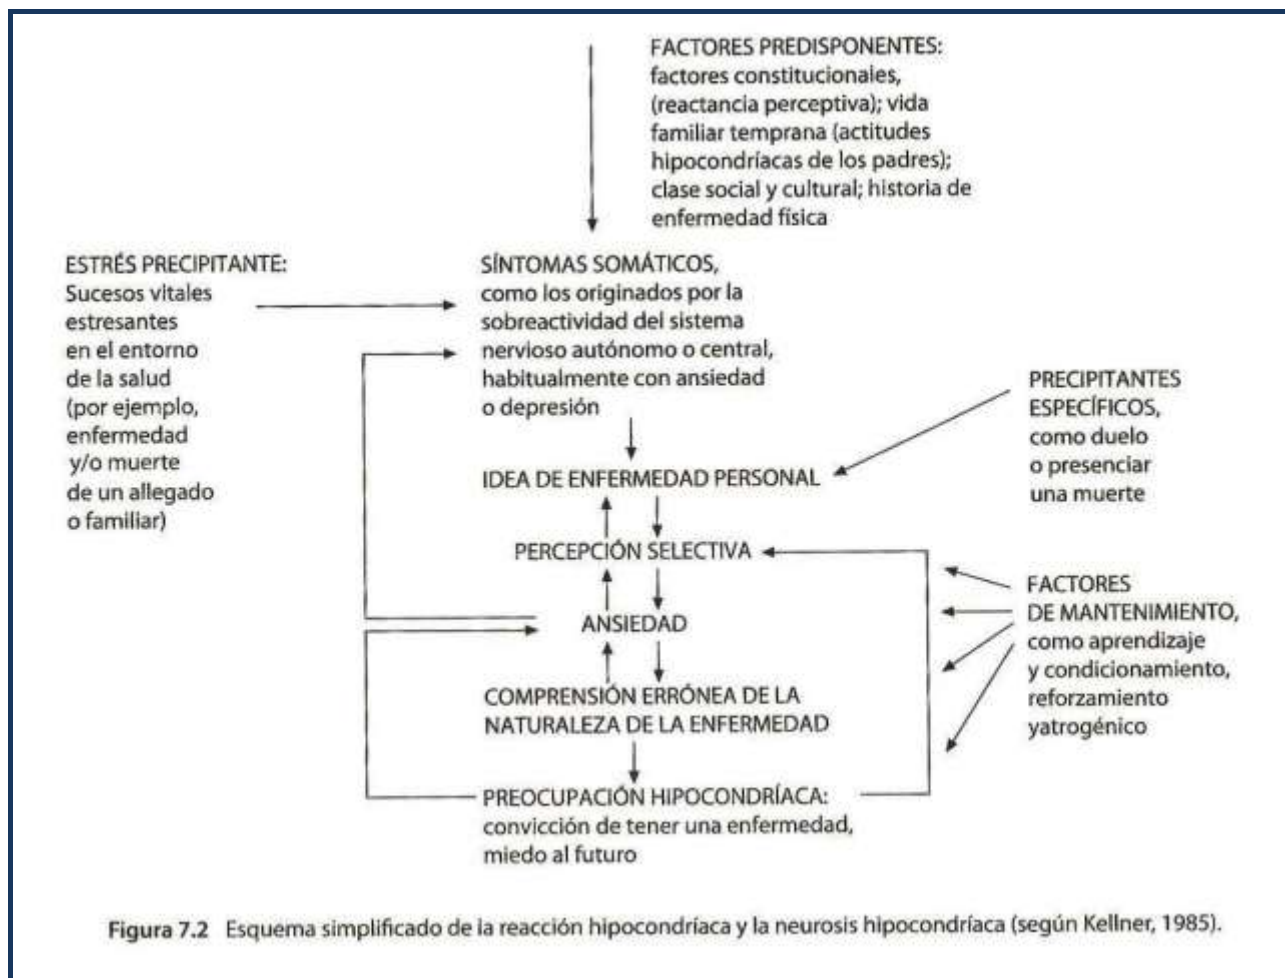 FACTORES PREDISPONENTES:
factores constitucionales,
(reactancia perceptiva); vida
familiar temprana (actitudes
hipocondríacas de los padres);
clase social y cultural; historia de
enfermedad física
ESTRÉS PRECIPITANTE:
Sucesos vitales
estresantes
en el entorno
de la salud
(por ejemplo,
enfermedad
y/o muerte
de un allegado
o familiar)
SÍNTOMAS SOMÁTICOS,
como los originados por la
sobreactividad del sistema
nervioso autónomo o central,
habitualmente con ansiedad
o depresión
PRECIPITANTES
ESPECÍFICOS,
como duelo
o presenciar
una muerte
IDEA DE ENFERMEDAD PERSONAL
PERCEPCIÓN SELECTIVA
ANSIEDAD
COMPRENSIÓN ERRÓNEA DE LA
NATURALEZA DE LA ENFERMEDAD
FACTORES
DE MANTENIMIENTO,
como aprendizaje
y condicionamiento,
reforzamiento
yatrogénico
PREOCUPACIÓN HIPOCONDRÍACA:
convicción de tener una enfermedad,
miedo al futuro
Figura 7.2 Esquema simplificado de la reacción hipocondríaca y la neurosis hipocondríaca (según Kellner, 1985).